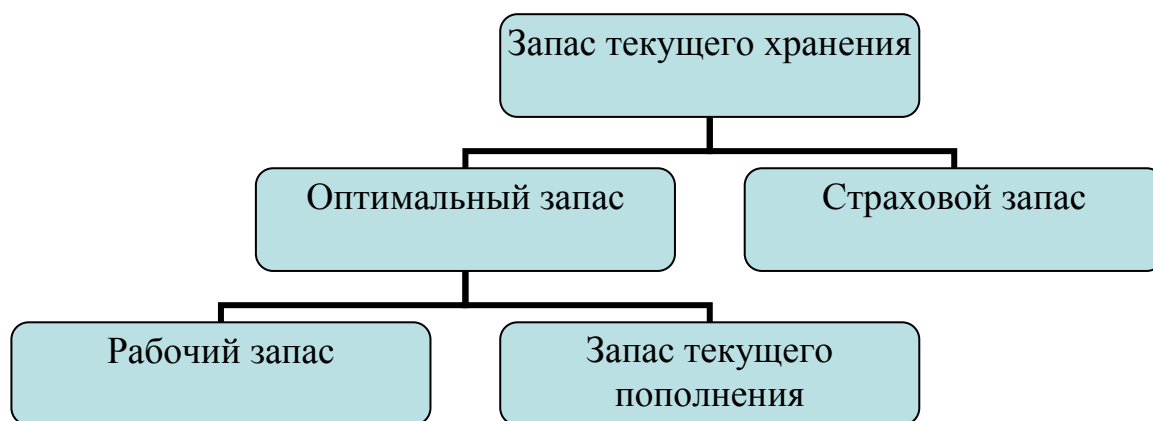 Запас текущего хранения
Оптимальный запас
Страховой запас
Рабочий запас
Запас текущего
пополнения